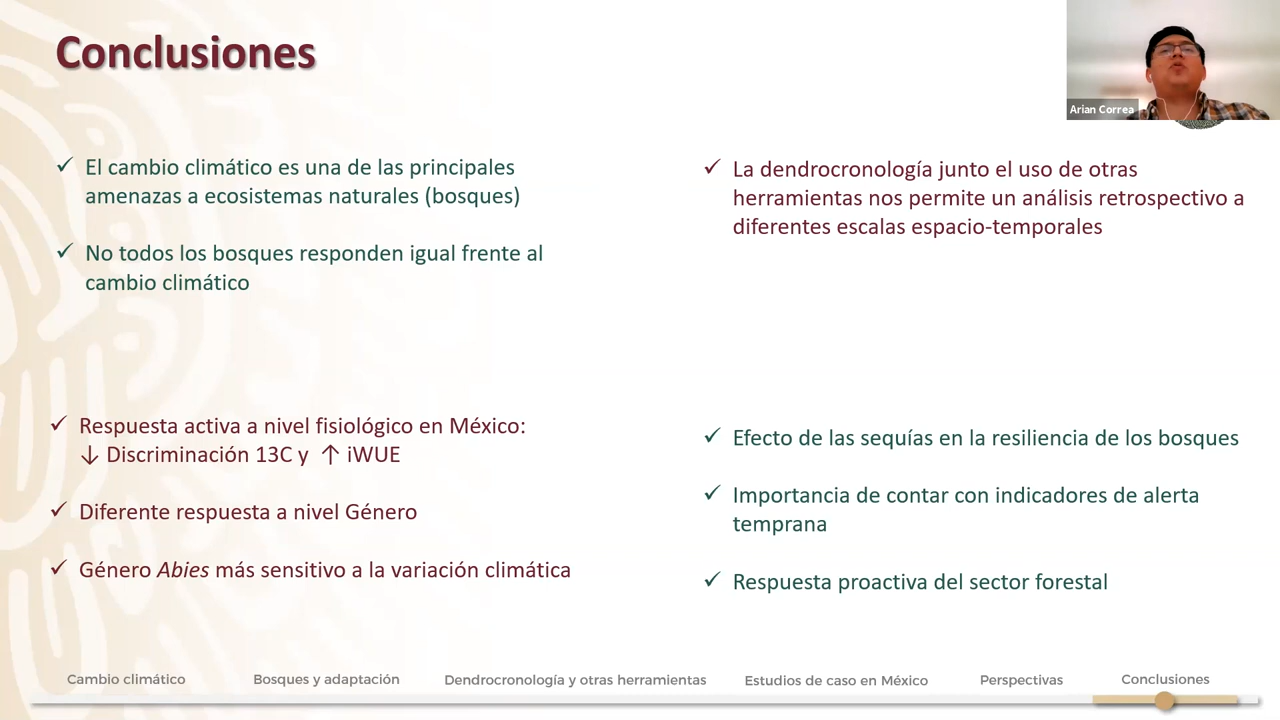 Conclusiones
Arian Correa
✓ El cambio climático es una de las principales
amenazas a ecosistemas naturales (bosques)
✓ No todos los bosques responden igual frente al
cambio climático
✓ La dendrocronología junto el uso de otras
herramientas nos permite un análisis retrospectivo a
diferentes escalas espacio-temporales
✓ Respuesta activa a nivel fisiológico en México:
↓ Discriminación 13C y ↑ iWUE
✓ Diferente respuesta a nivel Género
✓ Género Abies más sensitivo a la variación climática
✓ Efecto de las sequías en la resiliencia de los bosques
✓ Importancia de contar con indicadores de alerta
temprana
✓ Respuesta proactiva del sector forestal
Cambio climático
Bosques y adaptación
Dendrocronología y otras herramientas
Estudios de caso en México
Perspectivas
Conclusiones